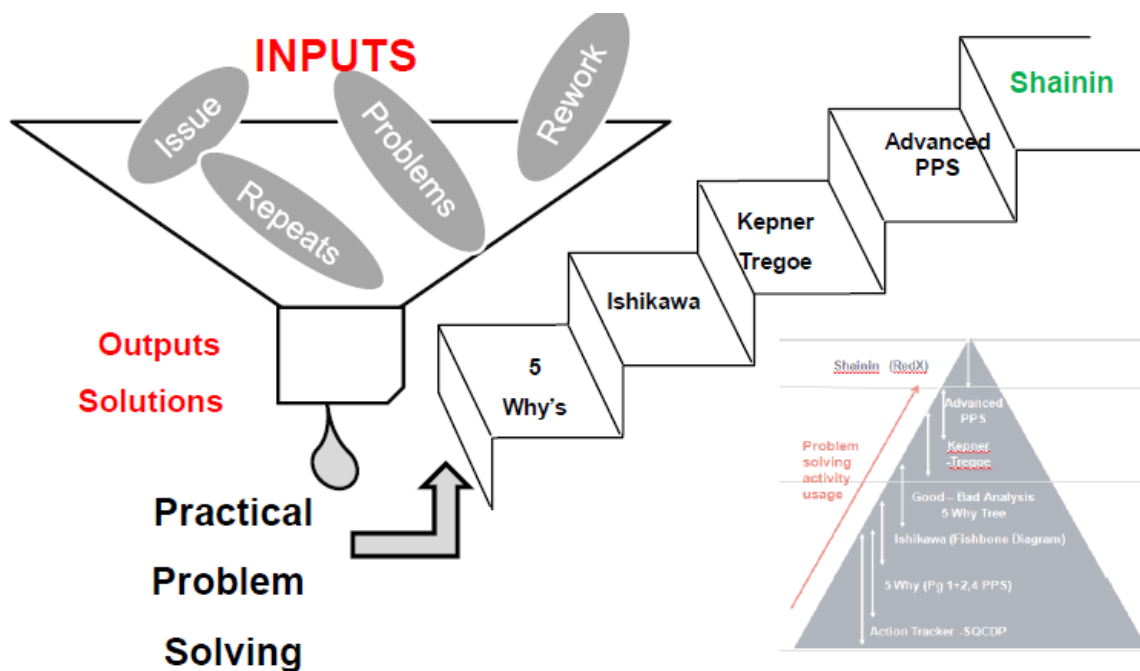 INPUTS
Issue
Repeats
Problems
Rework
Outputs
Solutions
Practical
Problem
Solving
5
Why's
Ishikawa
Kepner
Tregoe
Advanced
PPS
Shainin
Shainin (RedX)
Advanced
PPS
Kepner
-Tregoe
Problem
solving
activity
usage
Good – Bad Analysis
5 Why Tree
Ishikawa (Fishbone Diagram)
5 Why (Pg 1+2,4 PPS)
Action Tracker -SQCDP